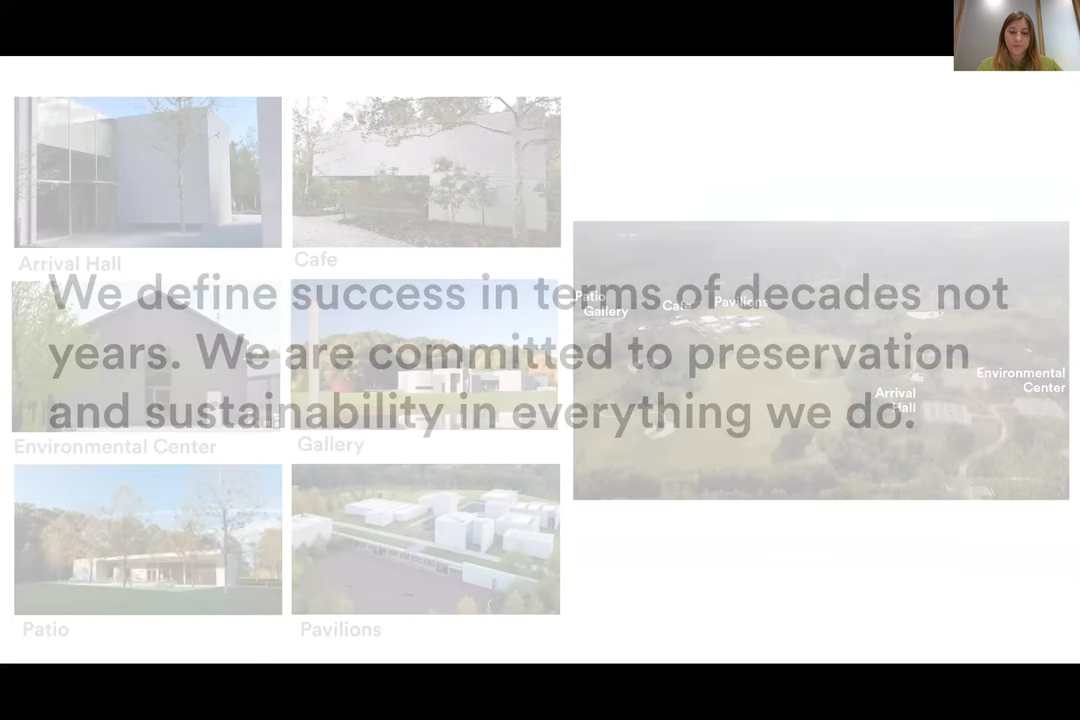 Arrival Hall
Cafe
We define success in terms of decades not
years. We are committed to preservation
and sustainability in everything we do.
Environmental Center
Gallery
Patio
Pavilions
Patio
Gallery
Cafe
Pavilions
Arrival
Hall
Environmental
Center